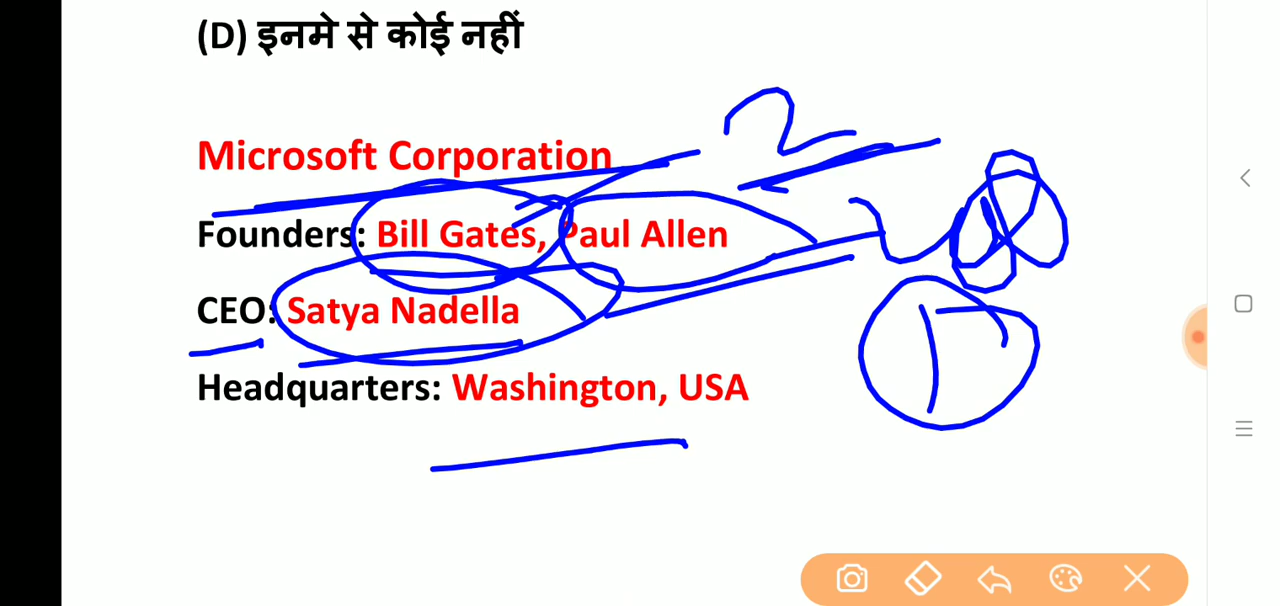 (D) इनमे से कोई नहीं
Microsoft Corporation
Founders: Bill Gates, Paul Allen
CEO: Satya Nadella
Headquarters: Washington, USA